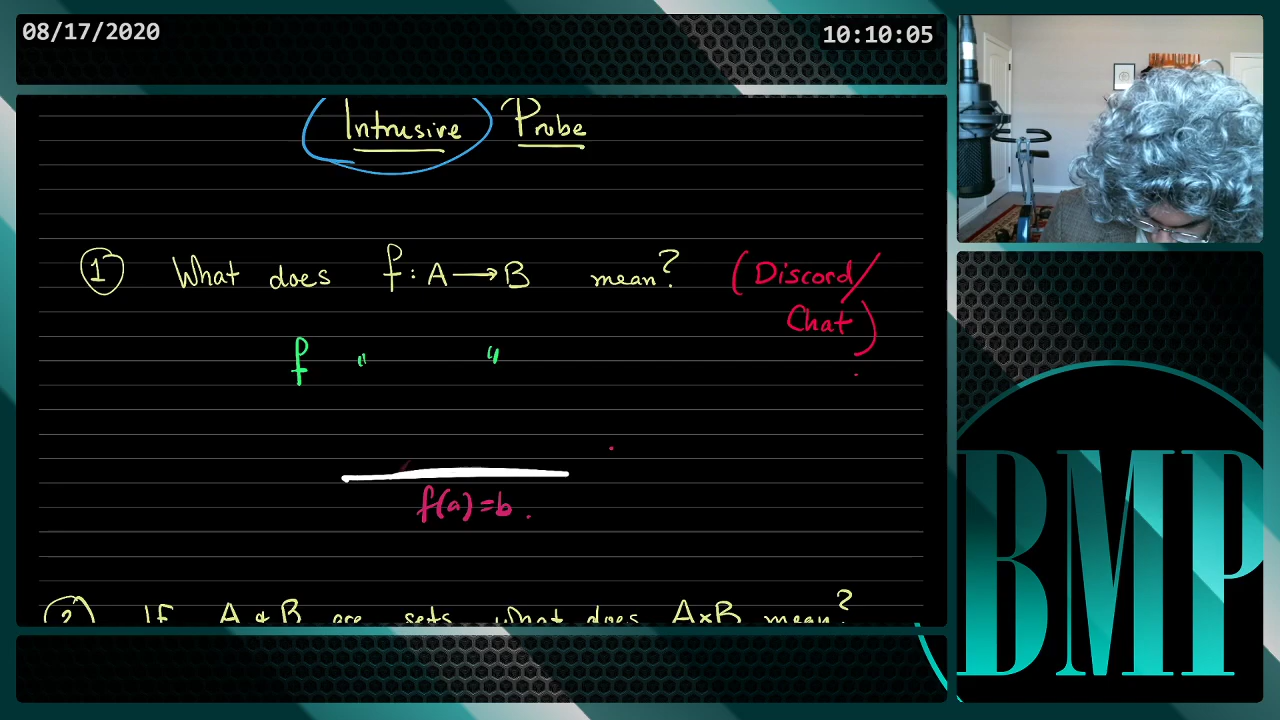 08/17/2020
10:10:05
Intrusive Probe
1 What does f : A → B mean? (Discord/
Chat)
f " "
f(a) = b .
2 If A & B are sets, what does A×B mean?
BMP